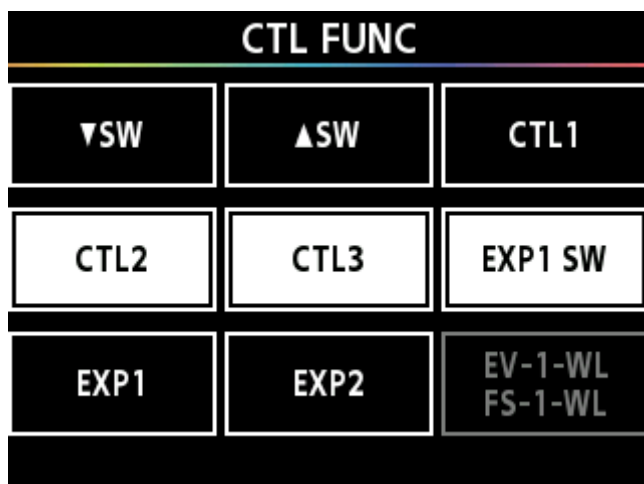 CTL FUNC
▼SW
▲SW
CTL1
CTL2
CTL3
EXP1 SW
EXP1
EXP2
EV-1-WL
FS-1-WL